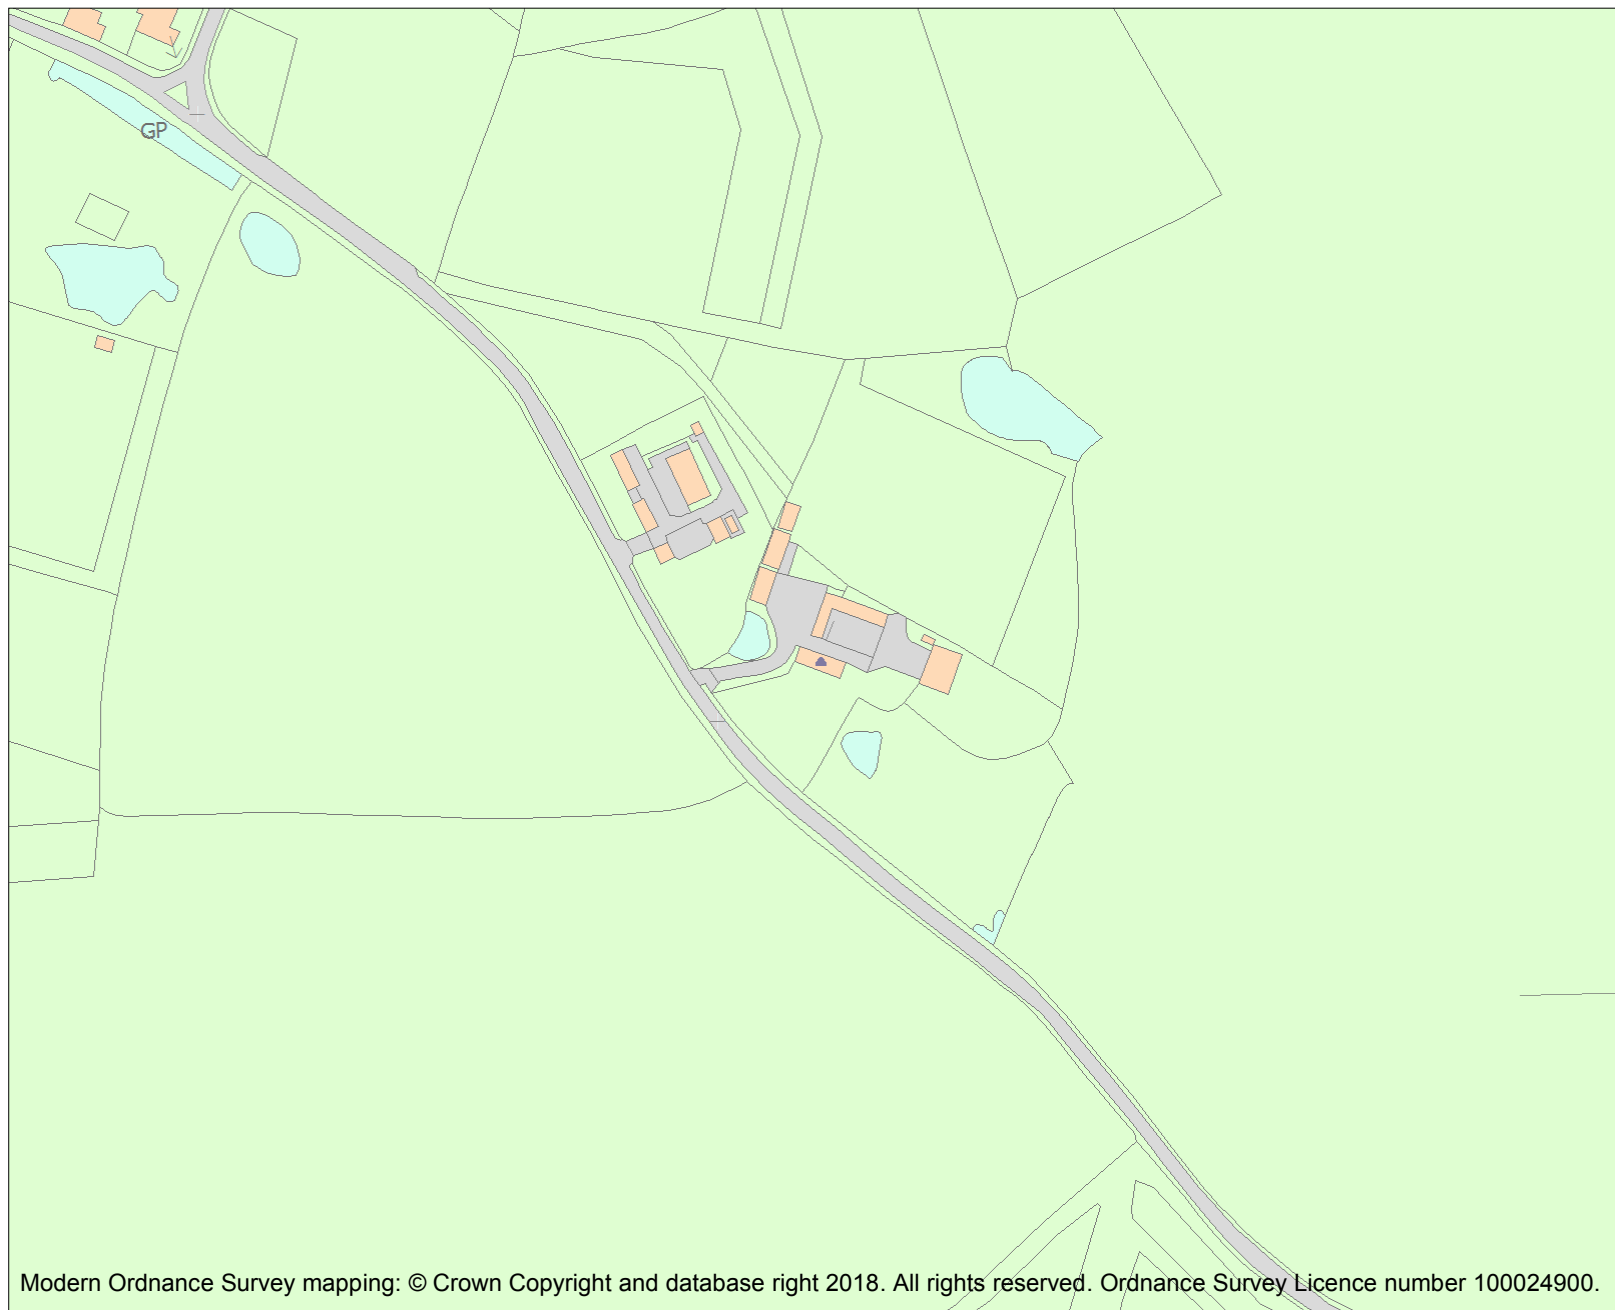 GP
Modern Ordnance Survey mapping: © Crown Copyright and database right 2018. All rights reserved. Ordnance Survey Licence number 100024900.